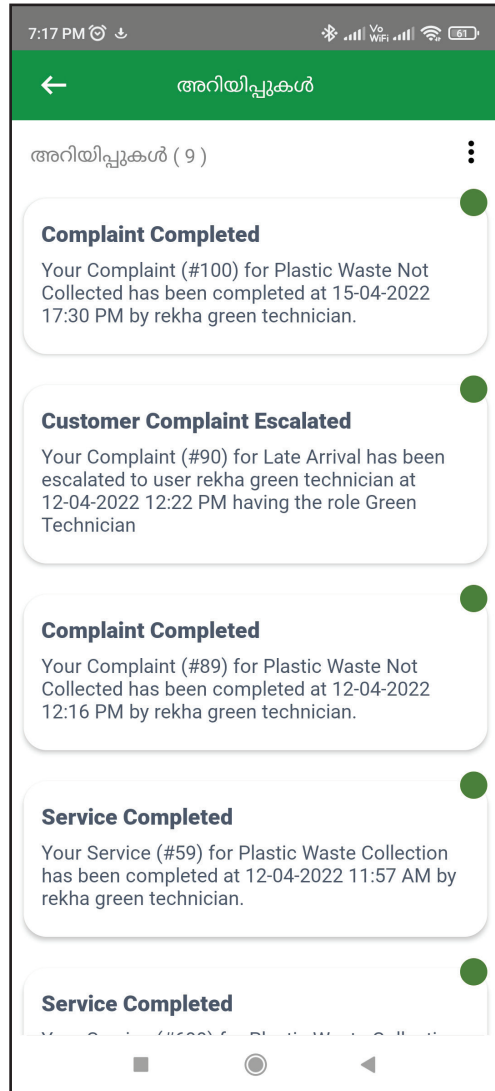 7:17 PM
Vo
WiFi
61
അറിയിപ്പുകൾ
അറിയിപ്പുകൾ ( 9 )
Complaint Completed
Your Complaint (#100) for Plastic Waste Not
Collected has been completed at 15-04-2022
17:30 PM by rekha green technician.
Customer Complaint Escalated
Your Complaint (#90) for Late Arrival has been
escalated to user rekha green technician at
12-04-2022 12:22 PM having the role Green
Technician
Complaint Completed
Your Complaint (#89) for Plastic Waste Not
Collected has been completed at 12-04-2022
12:16 PM by rekha green technician.
Service Completed
Your Service (#59) for Plastic Waste Collection
has been completed at 12-04-2022 11:57 AM by
rekha green technician.
Service Completed